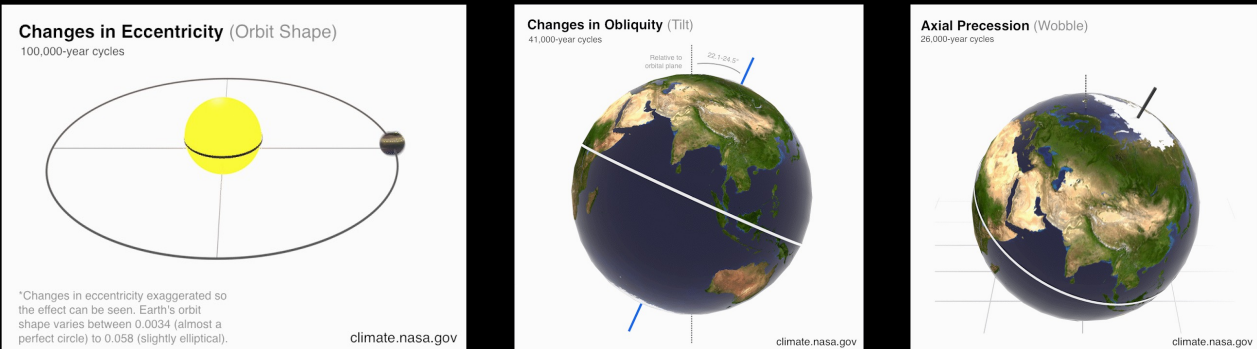 Changes in Eccentricity (Orbit Shape)
100,000-year cycles
*Changes in eccentricity exaggerated so
the effect can be seen. Earth's orbit
shape varies between 0.0034 (almost a
perfect circle) to 0.058 (slightly elliptical).
climate.nasa.gov
Changes in Obliquity (Tilt)
41,000-year cycles
Relative to
orbital plane
22.1-24.5°
climate.nasa.gov
Axial Precession (Wobble)
26,000-year cycles
climate.nasa.gov